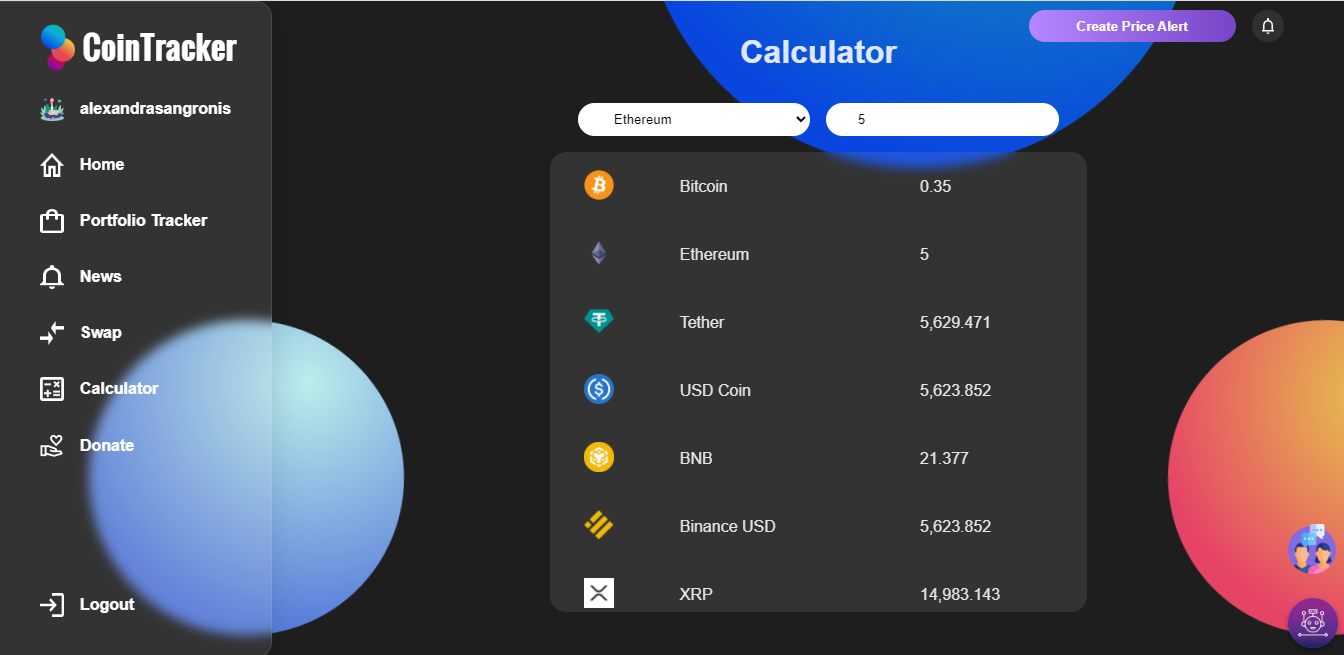 CoinTracker
alexandrasangronis
Home
Portfolio Tracker
News
Swap
Calculator
Donate
Logout
Create Price Alert
Calculator
Ethereum 5
Bitcoin 0.35
Ethereum 5
Tether 5,629.471
USD Coin 5,623.852
BNB 21.377
Binance USD 5,623.852
XRP 14,983.143